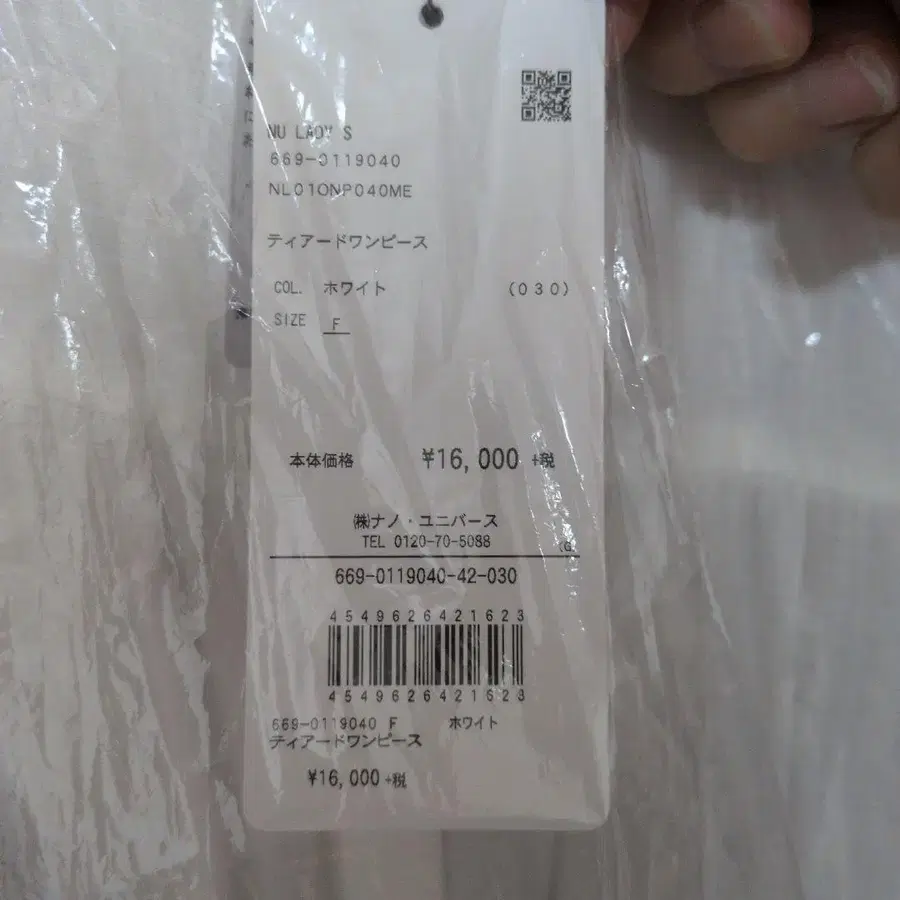 NU LADY S
669-0119040
NL01ONP040ME
ティアードワンピース
COL. ホワイト (030)
SIZE F
本体価格 ¥16,000 +税
㈱ナノ・ユニバース
TEL 0120-70-5088
669-0119040-42-030
4549626421623
4549626421623
669-0119040 F ホワイト
ティアードワンピース
¥16,000+税